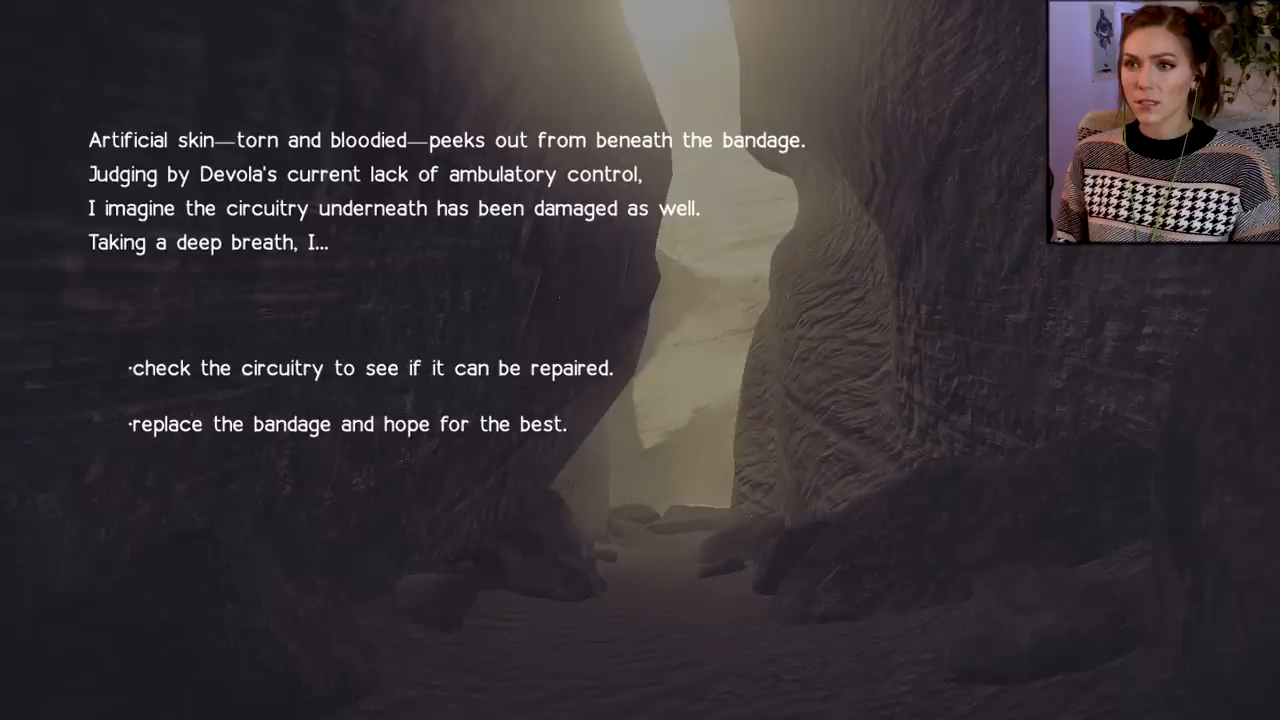 Artificial skin—torn and bloodied—peeks out from beneath the bandage.
Judging by Devola's current lack of ambulatory control,
I imagine the circuitry underneath has been damaged as well.
Taking a deep breath, I...
·check the circuitry to see if it can be repaired.
·replace the bandage and hope for the best.